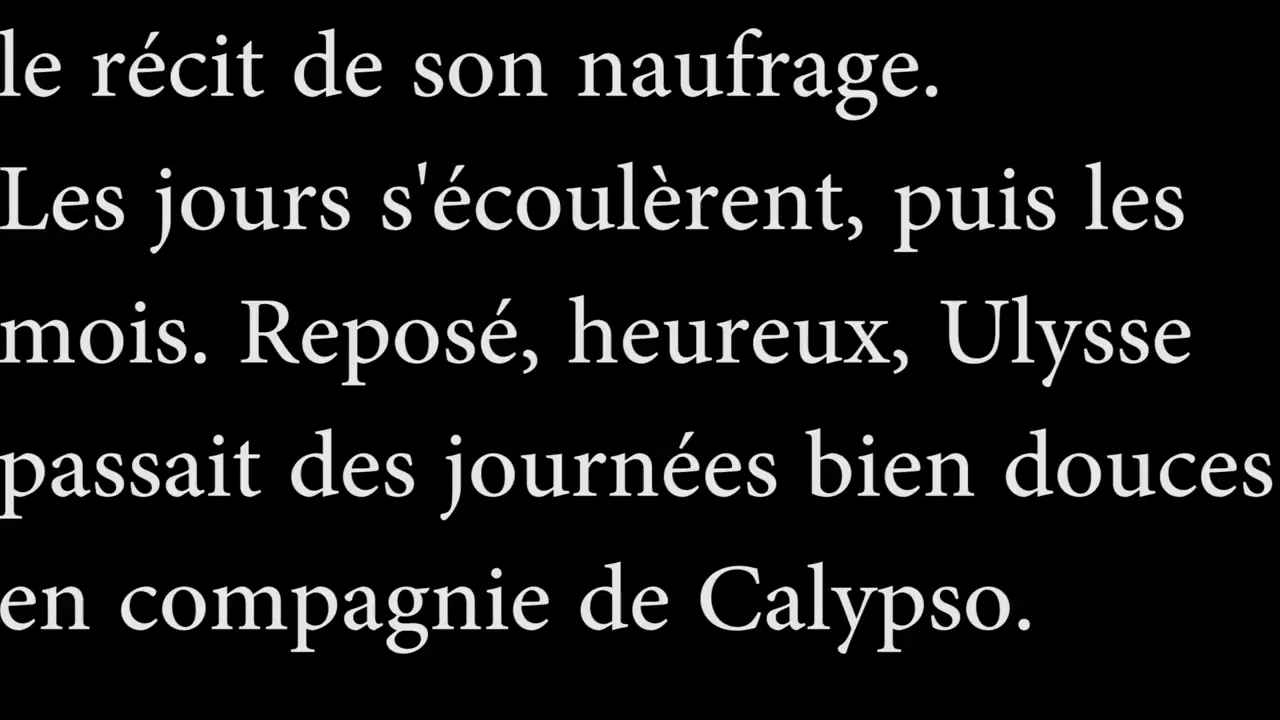 le récit de son naufrage.
Les jours s'écoulèrent, puis les
mois. Reposé, heureux, Ulysse
passait des journées bien douces
en compagnie de Calypso.